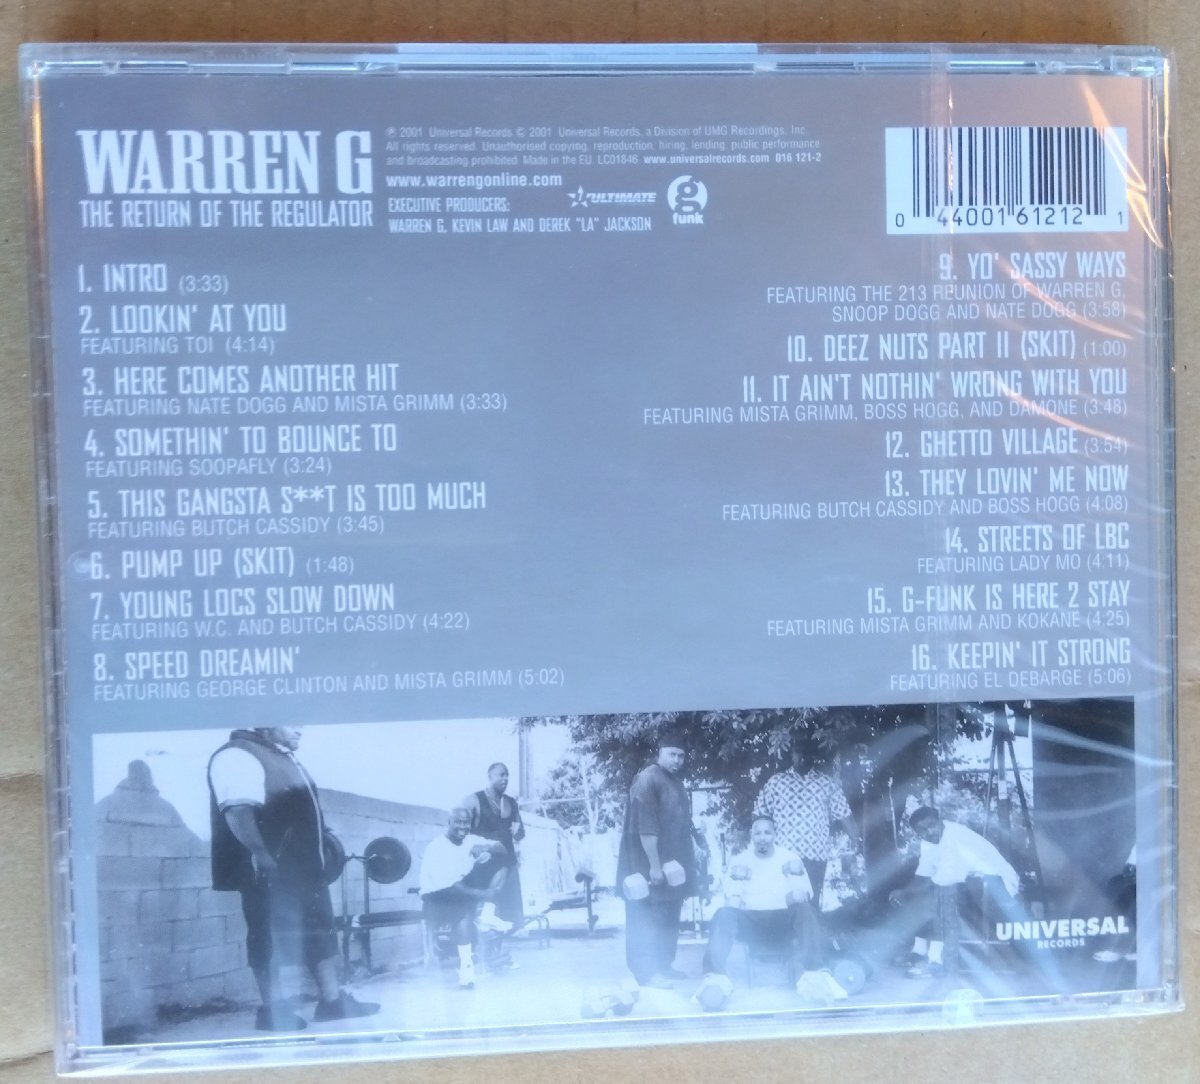 WARREN G
THE RETURN OF THE REGULATOR
℗ 2001 Universal Records © 2001 Universal Records, a Division of UMG Recordings, Inc.
All rights reserved. Unauthorised copying, reproduction, hiring, lending, public performance
and broadcasting prohibited. Made in the EU. LC01846 www.universalrecords.com 016 121-2
www.warrengonline.com
EXECUTIVE PRODUCERS:
WARREN G, KEVIN LAW AND DEREK "LA" JACKSON
ULTIMATE
g
funk
0 44001 61212 1
1. INTRO (3:33)
2. LOOKIN' AT YOU
FEATURING TOI (4:14)
3. HERE COMES ANOTHER HIT
FEATURING NATE DOGG AND MISTA GRIMM (3:33)
4. SOMETHIN' TO BOUNCE TO
FEATURING SOOPAFLY (3:24)
5. THIS GANGSTA S**T IS TOO MUCH
FEATURING BUTCH CASSIDY (3:45)
6. PUMP UP (SKIT) (1:48)
7. YOUNG LOCS SLOW DOWN
FEATURING W.C. AND BUTCH CASSIDY (4:22)
8. SPEED DREAMIN'
FEATURING GEORGE CLINTON AND MISTA GRIMM (5:02)
9. YO' SASSY WAYS
FEATURING THE 213 REUNION OF WARREN G,
SNOOP DOGG AND NATE DOGG (3:58)
10. DEEZ NUTS PART II (SKIT) (1:00)
11. IT AIN'T NOTHIN' WRONG WITH YOU
FEATURING MISTA GRIMM, BOSS HOGG, AND DAMONE (3:48)
12. GHETTO VILLAGE (3:54)
13. THEY LOVIN' ME NOW
FEATURING BUTCH CASSIDY AND BOSS HOGG (4:08)
14. STREETS OF LBC
FEATURING LADY MO (4:11)
15. G-FUNK IS HERE 2 STAY
FEATURING MISTA GRIMM AND KOKANE (4:25)
16. KEEPIN' IT STRONG
FEATURING EL DEBARGE (5:06)
UNIVERSAL
RECORDS